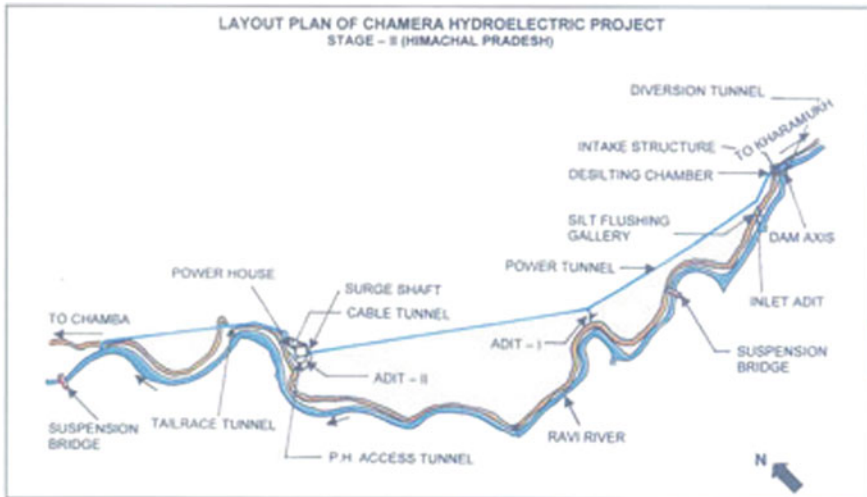 LAYOUT PLAN OF CHAMERA HYDROELECTRIC PROJECT
STAGE – II (HIMACHAL PRADESH)
DIVERSION TUNNEL
TO KHARAMUKH
INTAKE STRUCTURE
DESILTING CHAMBER
SILT FLUSHING
GALLERY
DAM AXIS
POWER TUNNEL
INLET ADIT
POWER HOUSE
SURGE SHAFT
CABLE TUNNEL
TO CHAMBA
ADIT – I
SUSPENSION
BRIDGE
ADIT – II
SUSPENSION
BRIDGE
TAILRACE TUNNEL
RAVI RIVER
P.H. ACCESS TUNNEL
N